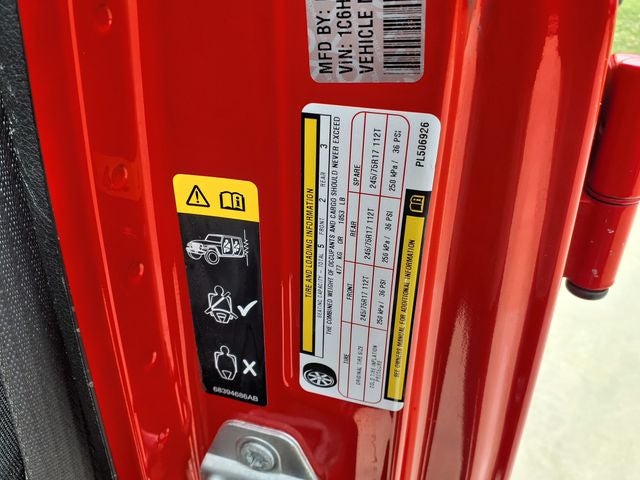 MFD BY:
VIN: 1C6H
VEHICLE
TIRE AND LOADING INFORMATION
SEATING CAPACITY - TOTAL 5 FRONT 2 REAR 3
THE COMBINED WEIGHT OF OCCUPANTS AND CARGO SHOULD NEVER EXCEED
477 KG OR 1053 LB
TIRE FRONT REAR SPARE
ORIGINAL TIRE SIZE 245/75R17 112T 245/75R17 112T 245/75R17 112T
COLD TIRE INFLATION PRESSURE 250 kPa / 36 PSI 250 kPa / 36 PSI 250 kPa / 36 PSI
SEE OWNERS MANUAL FOR ADDITIONAL INFORMATION
PL506926
68394686AB